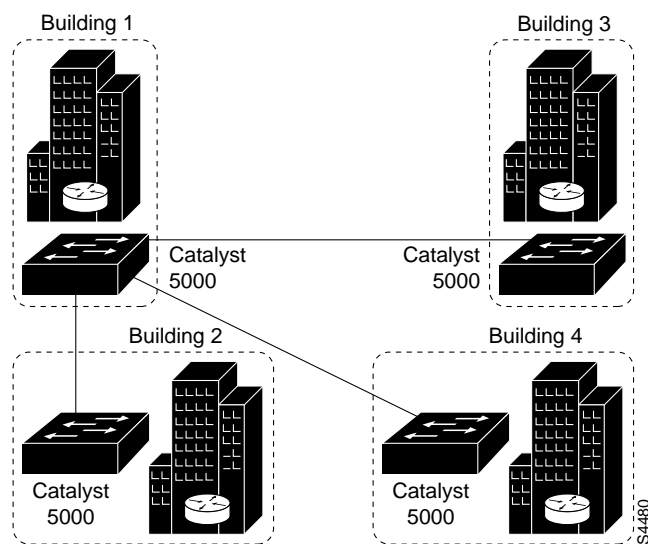 Building 1
Building 3
Catalyst
5000
Catalyst
5000
Building 2
Building 4
Catalyst
5000
Catalyst
5000
S4480